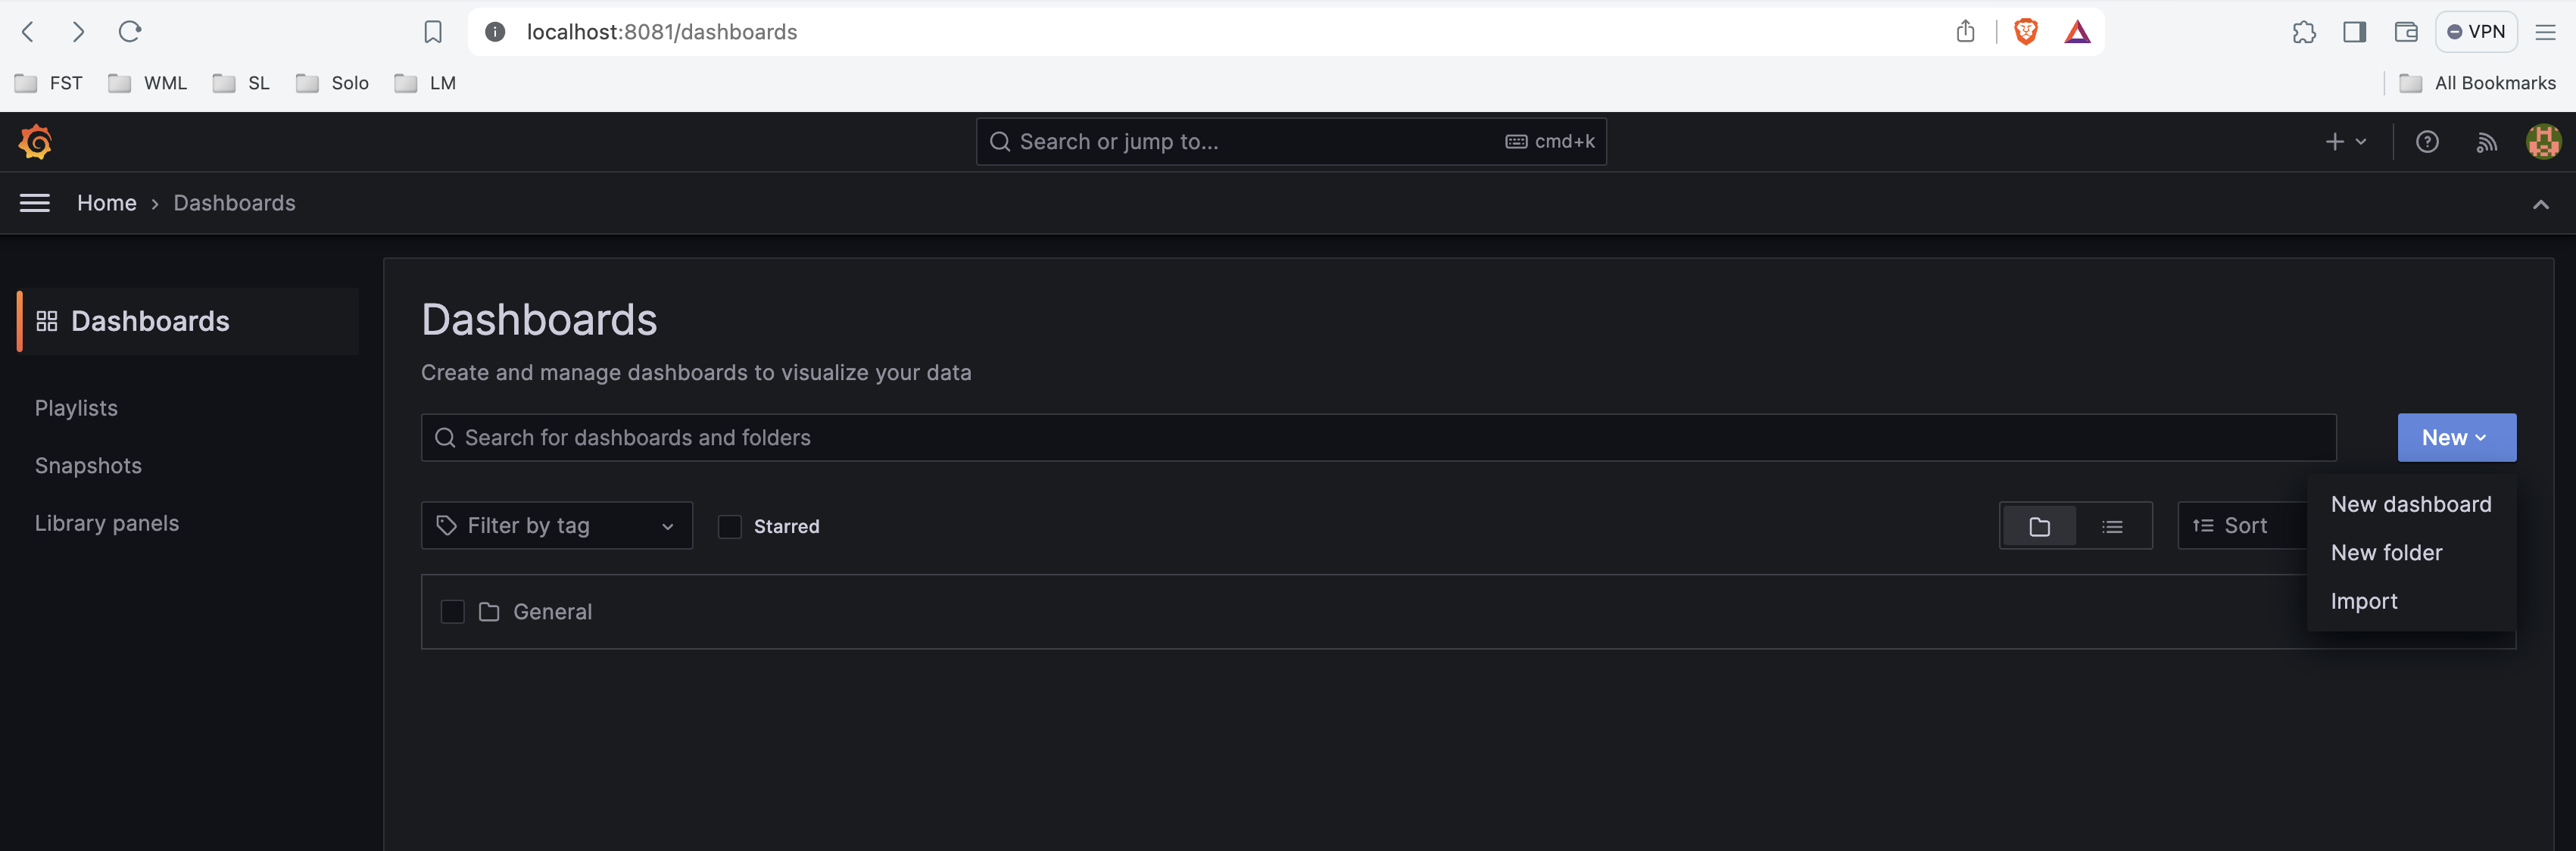 localhost:8081/dashboards
VPN
FST WML SL Solo LM All Bookmarks
Search or jump to... cmd+k
Home > Dashboards
Dashboards
Playlists
Snapshots
Library panels
Dashboards
Create and manage dashboards to visualize your data
Search for dashboards and folders
New
New dashboard
New folder
Import
Filter by tag
Starred
Sort
General